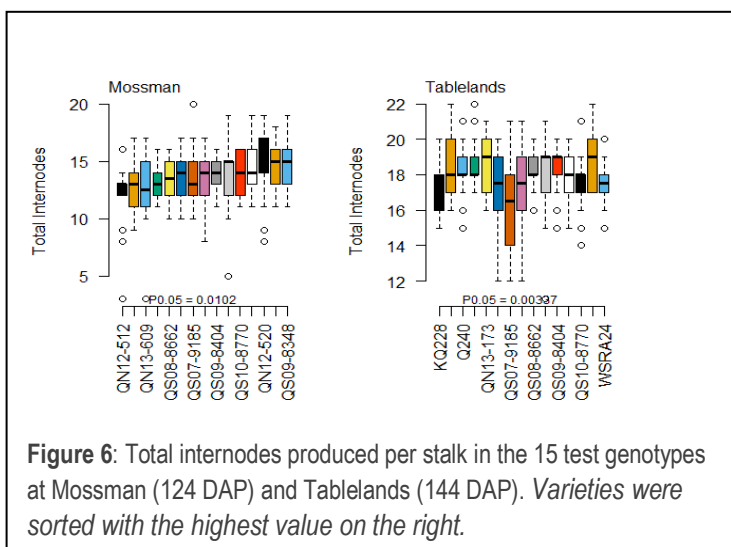 Mossman
Total Internodes
20
15
10
5
P0.05 = 0.0102
QN12-512
QN13-609
QS08-8662
QS07-9185
QS09-8404
QS10-8770
QN12-520
QS09-8348
Tablelands
Total Internodes
22
20
18
16
14
12
KQ228
Q240
QN13-173
QS07-9185
QS08-8662
QS09-8404
QS10-8770
WSRA24
Figure 6: Total internodes produced per stalk in the 15 test genotypes
at Mossman (124 DAP) and Tablelands (144 DAP). Varieties were
sorted with the highest value on the right.